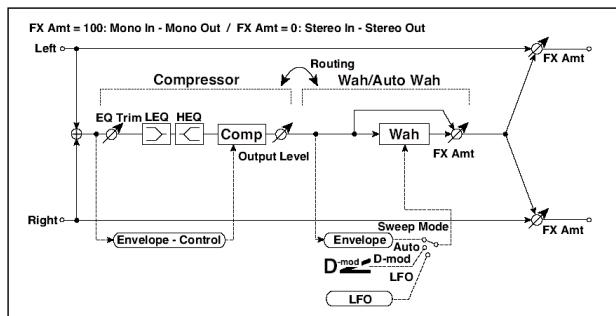 FX Amt = 100: Mono In - Mono Out / FX Amt = 0: Stereo In - Stereo Out
Left
FX Amt
Routing
Compressor
Wah/Auto Wah
EQ Trim
LEQ
HEQ
Comp
Output Level
Wah
FX Amt
Right
FX Amt
Sweep Mode
Envelope - Control
Envelope
Auto
D-mod
D-mod
LFO
LFO